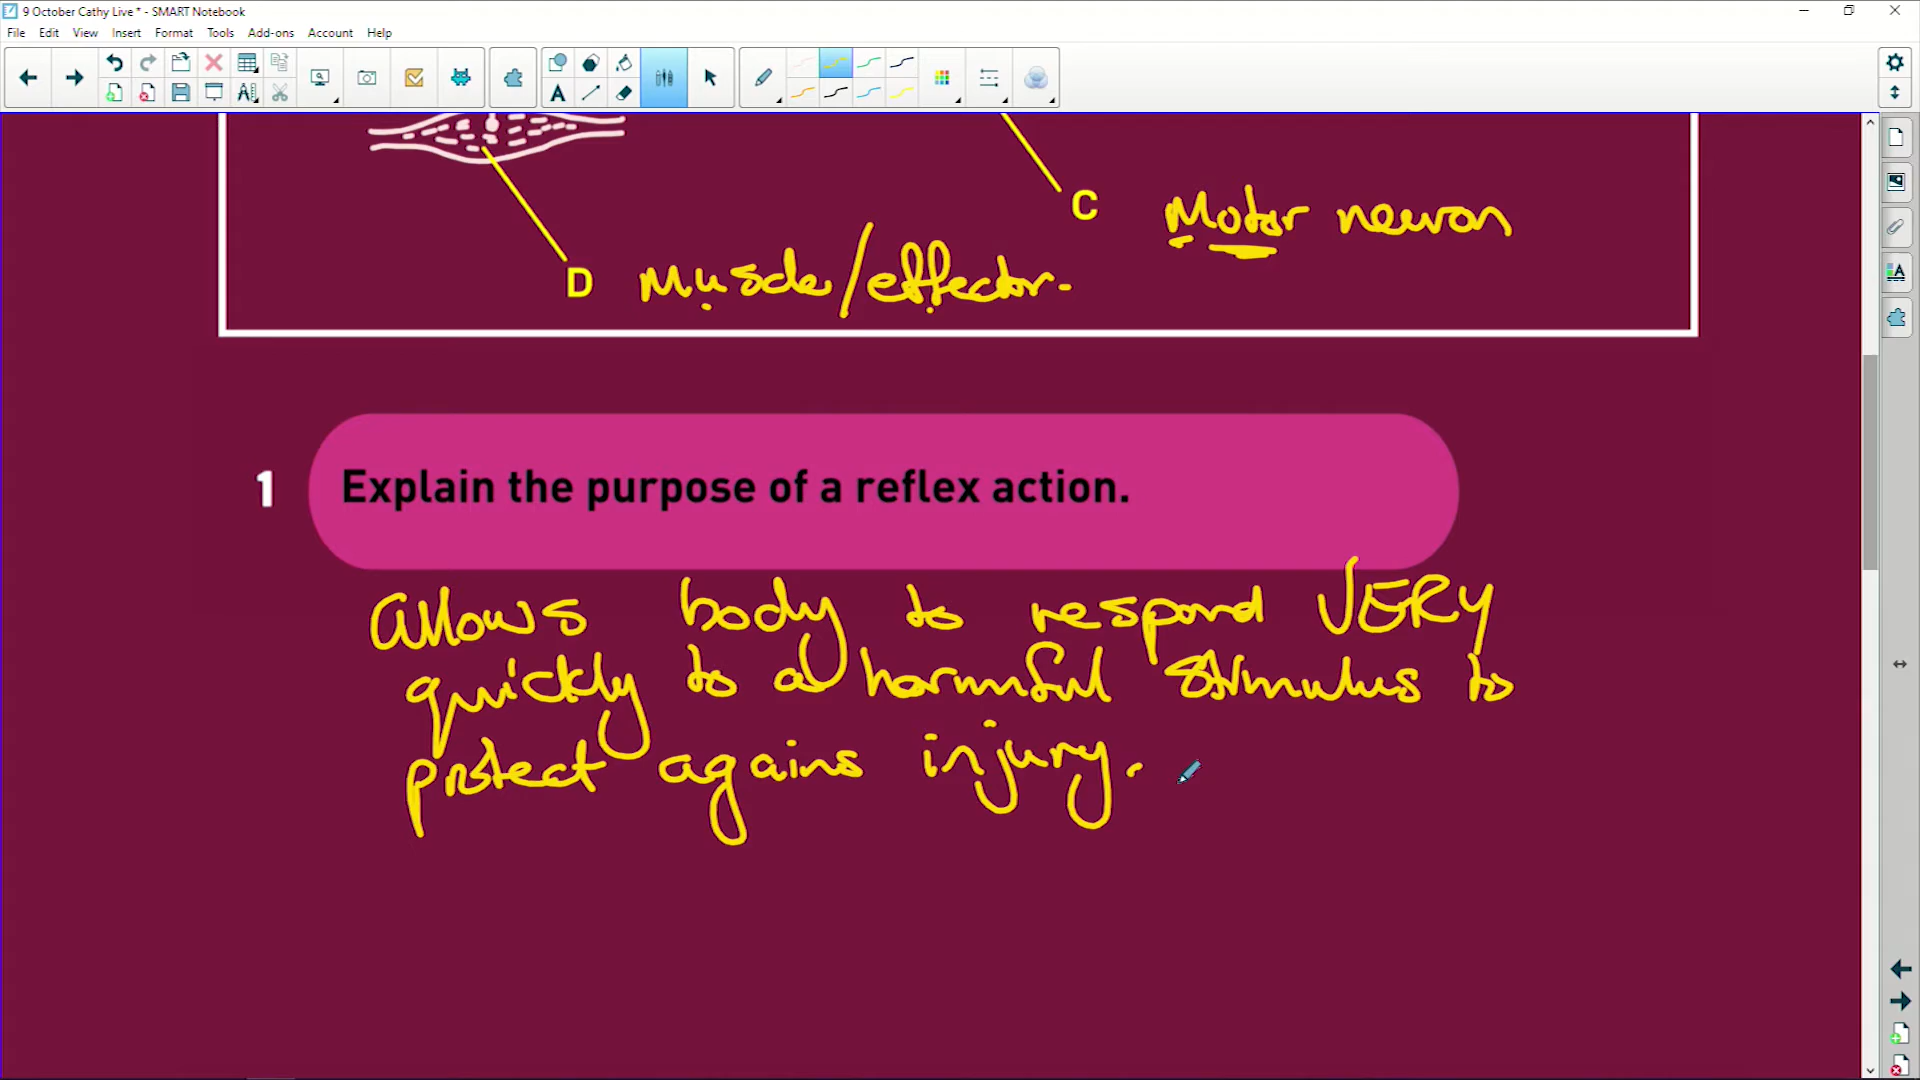 9 October Cathy Live * - SMART Notebook
File Edit View Insert Format Tools Add-ons Account Help
C Motor neuron
D Muscle/effector.
1 Explain the purpose of a reflex action.
Allows body to respond VERY
quickly to a harmful stimulus to
protect agains injury.